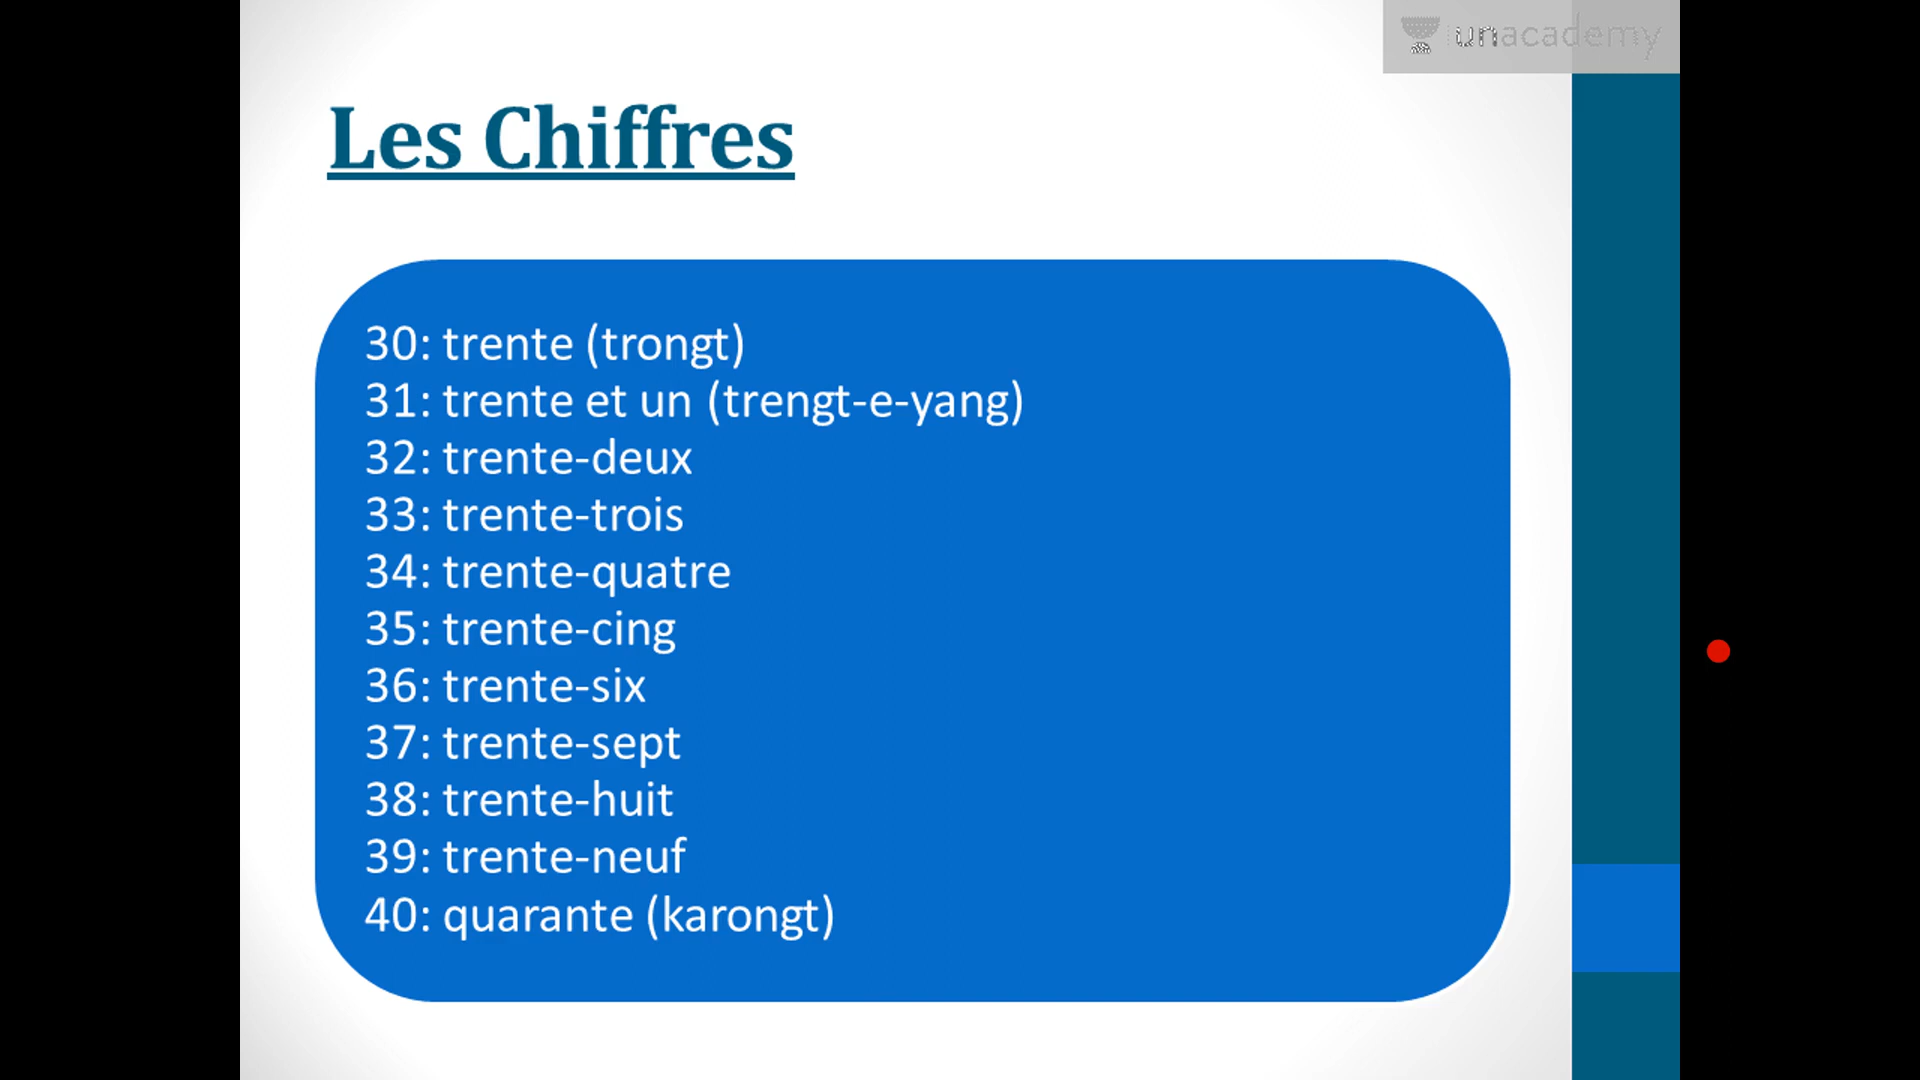 unacademy
Les Chiffres
30: trente (trongt)
31: trente et un (trengt-e-yang)
32: trente-deux
33: trente-trois
34: trente-quatre
35: trente-cing
36: trente-six
37: trente-sept
38: trente-huit
39: trente-neuf
40: quarante (karongt)